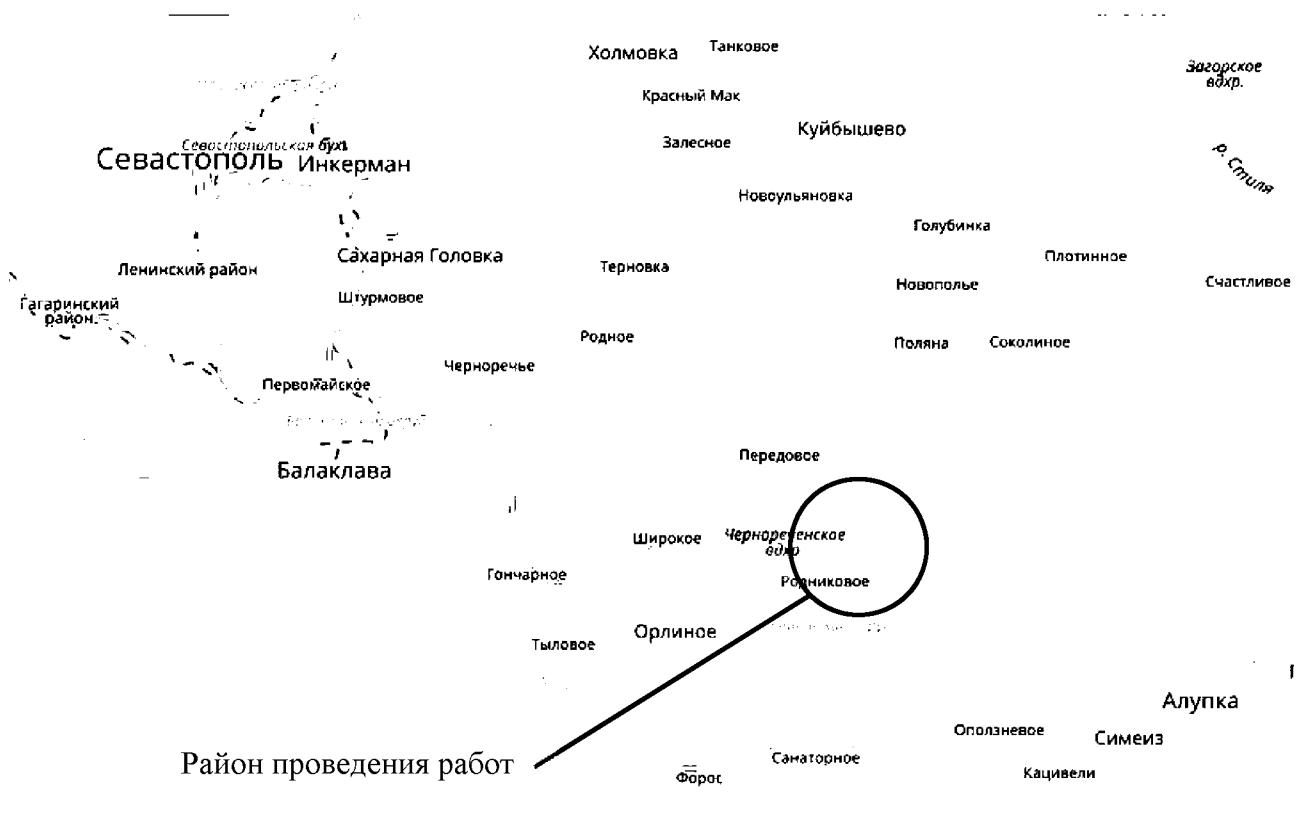 Холмовка
Танковое
Загорское
вдхр.
Красный Мак
Куйбышево
Залесное
Севастопольская бухт
Севастополь
Инкерман
р. Стиля
Новоульяновка
Голубинка
Сахарная Головка
Плотинное
Ленинский район
Терновка
Новополье
Счастливое
Штурмовое
Гагаринский
район.
Родное
Поляна
Соколиное
Черноречье
Первомайское
Передовое
Балаклава
Широкое
Чернореченское
вдхр
Гончарное
Родниковое
Орлиное
Тыловое
Алупка
Оползневое
Симеиз
Район проведения работ
Санаторное
Форос
Кацивели